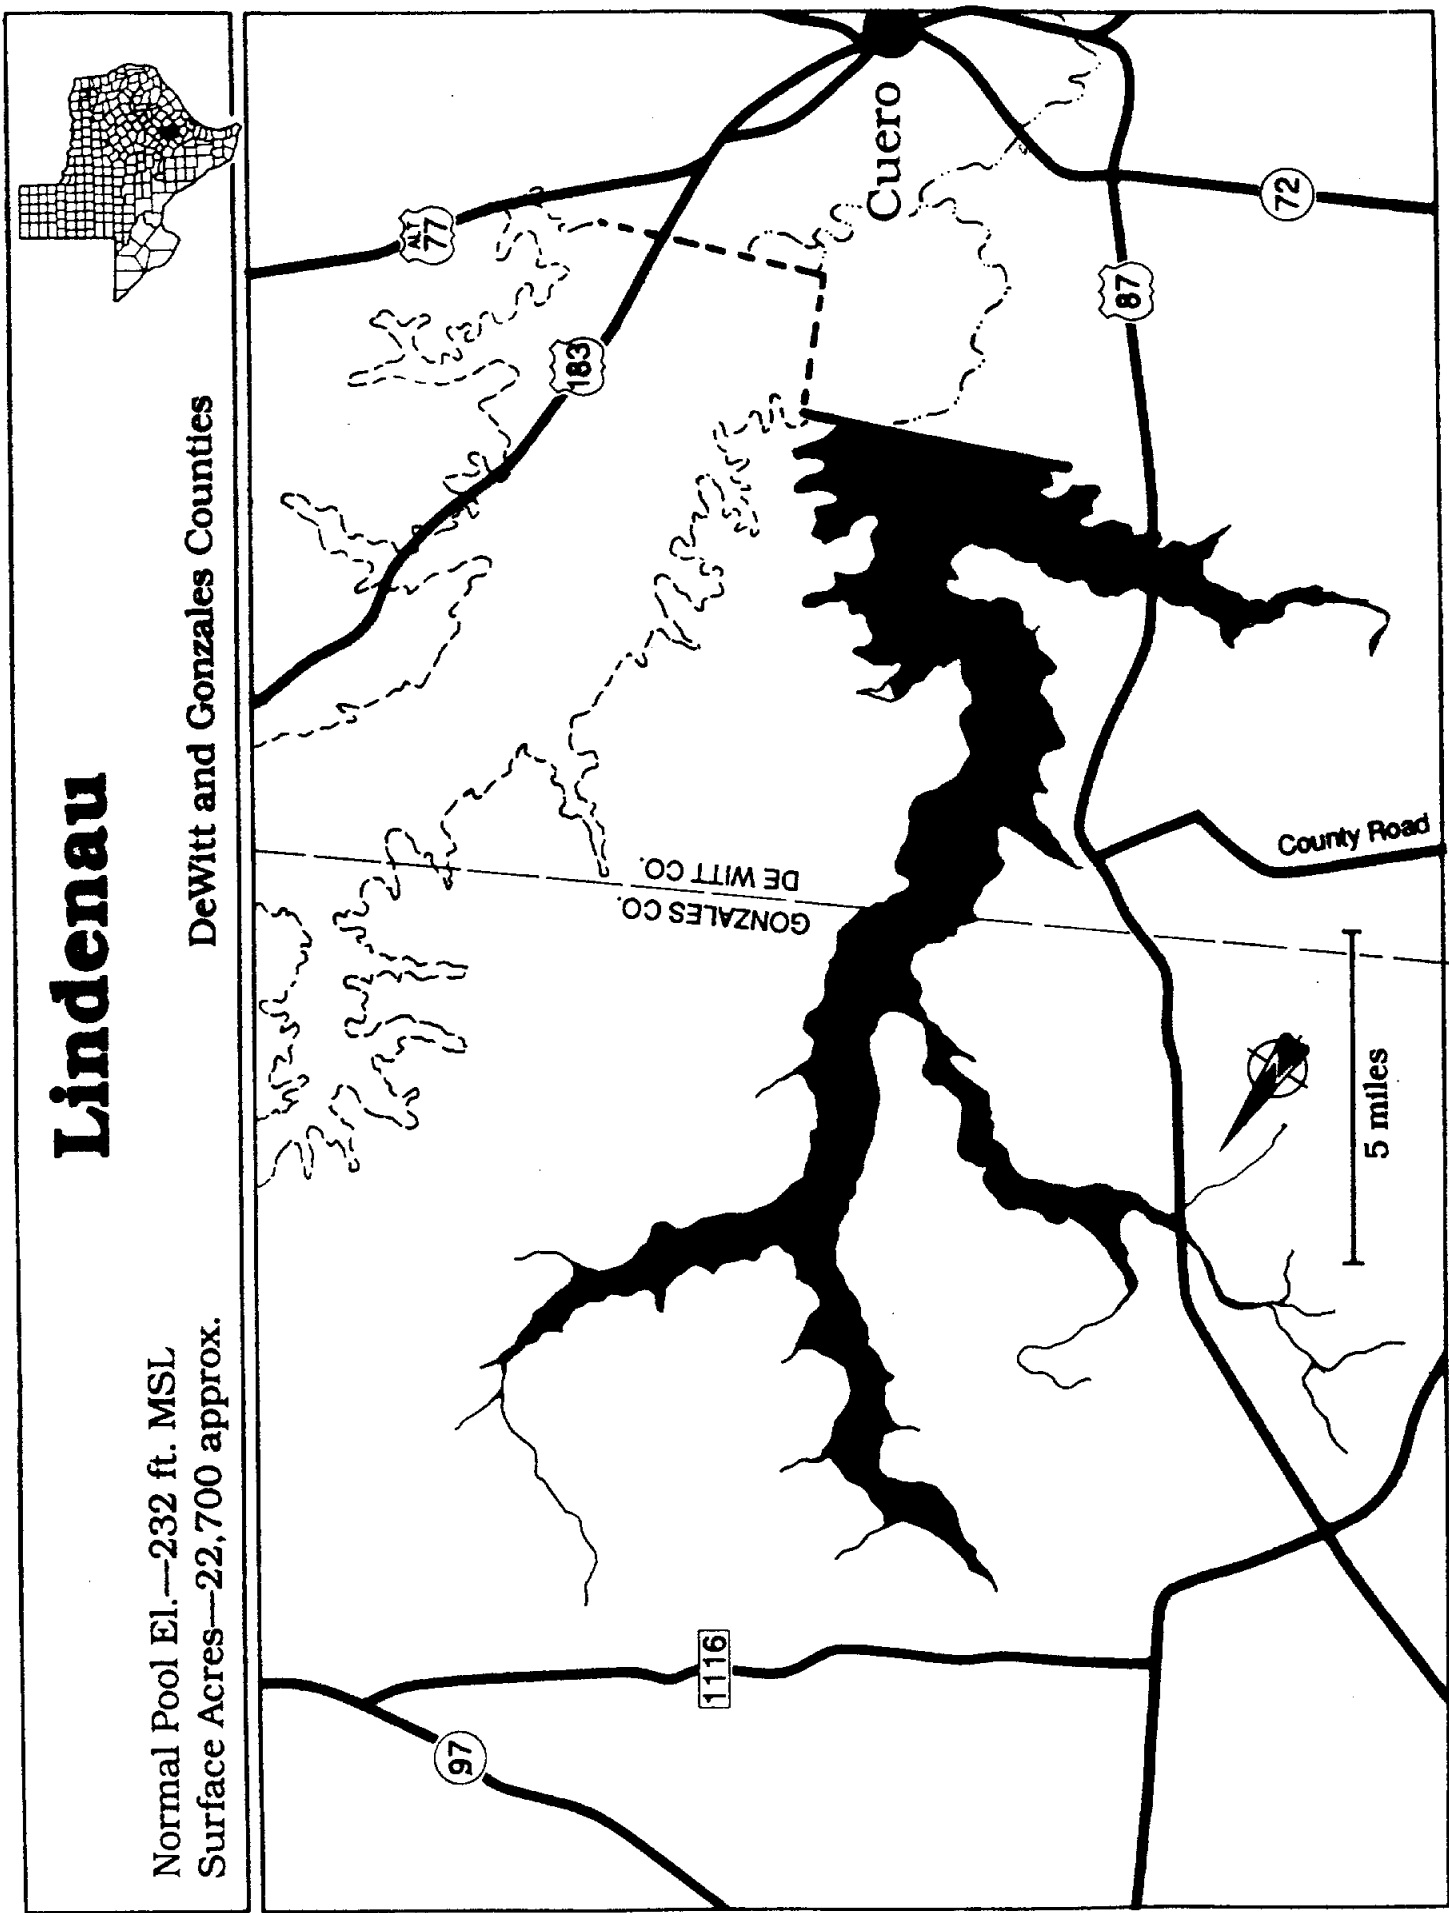 Lindenau
Normal Pool El.—232 ft. MSL
Surface Acres—22,700 approx.
DeWitt and Gonzales Counties
ALT
77
183
Cuero
72
87
DE WITT CO.
GONZALES CO.
County Road
5 miles
N
1116
97